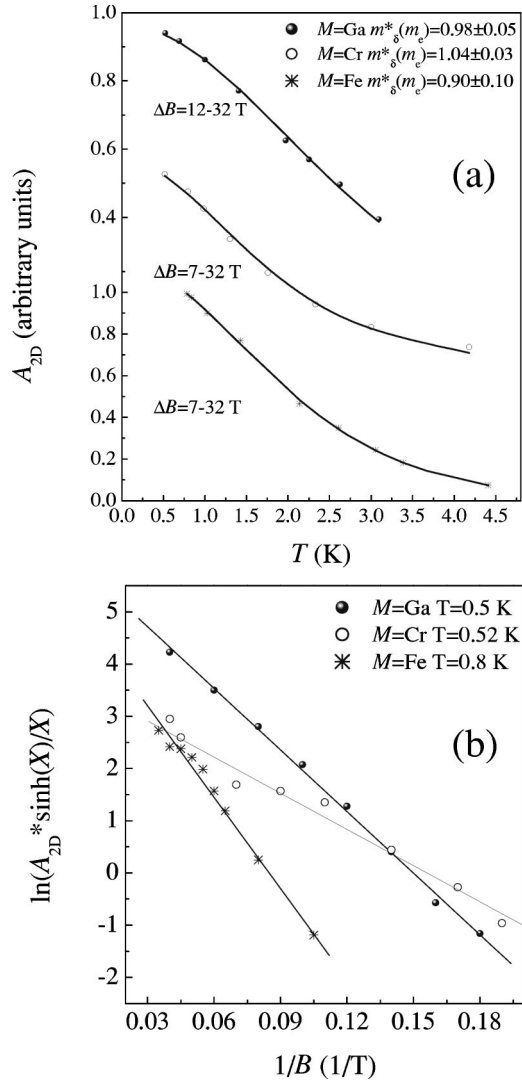 M=Ga m*δ(me)=0.98±0.05
M=Cr m*δ(me)=1.04±0.03
M=Fe m*δ(me)=0.90±0.10
ΔB=12-32 T
(a)
ΔB=7-32 T
ΔB=7-32 T
A2D (arbitrary units)
1.0
0.8
0.6
0.4
1.0
0.8
0.6
0.4
0.2
0.0
0.0 0.5 1.0 1.5 2.0 2.5 3.0 3.5 4.0 4.5
T (K)
M=Ga T=0.5 K
M=Cr T=0.52 K
M=Fe T=0.8 K
(b)
ln(A2D*sinh(X)/X)
5
4
3
2
1
0
-1
-2
0.03 0.06 0.09 0.12 0.15 0.18
1/B (1/T)